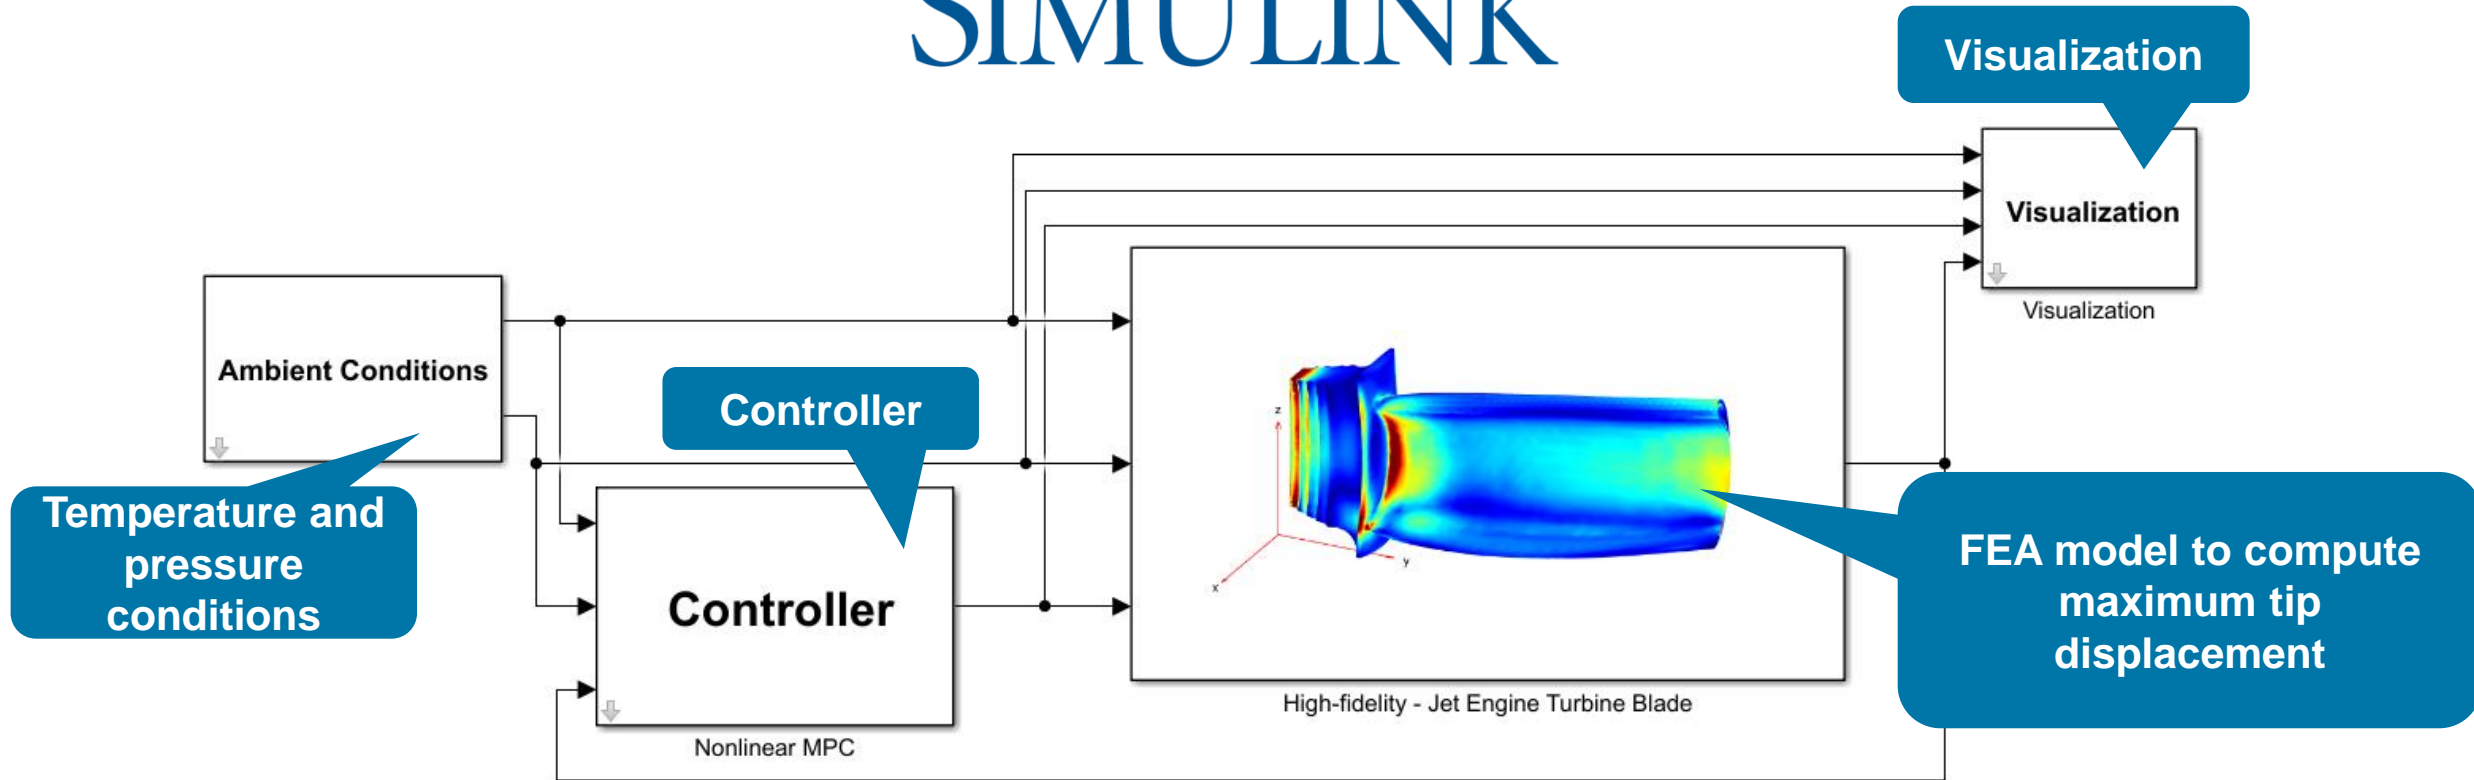 SIMULINK
Visualization
Visualization
Visualization
Ambient Conditions
Temperature and
pressure
conditions
Controller
Controller
Nonlinear MPC
z
y
x
FEA model to compute
maximum tip
displacement
High-fidelity - Jet Engine Turbine Blade